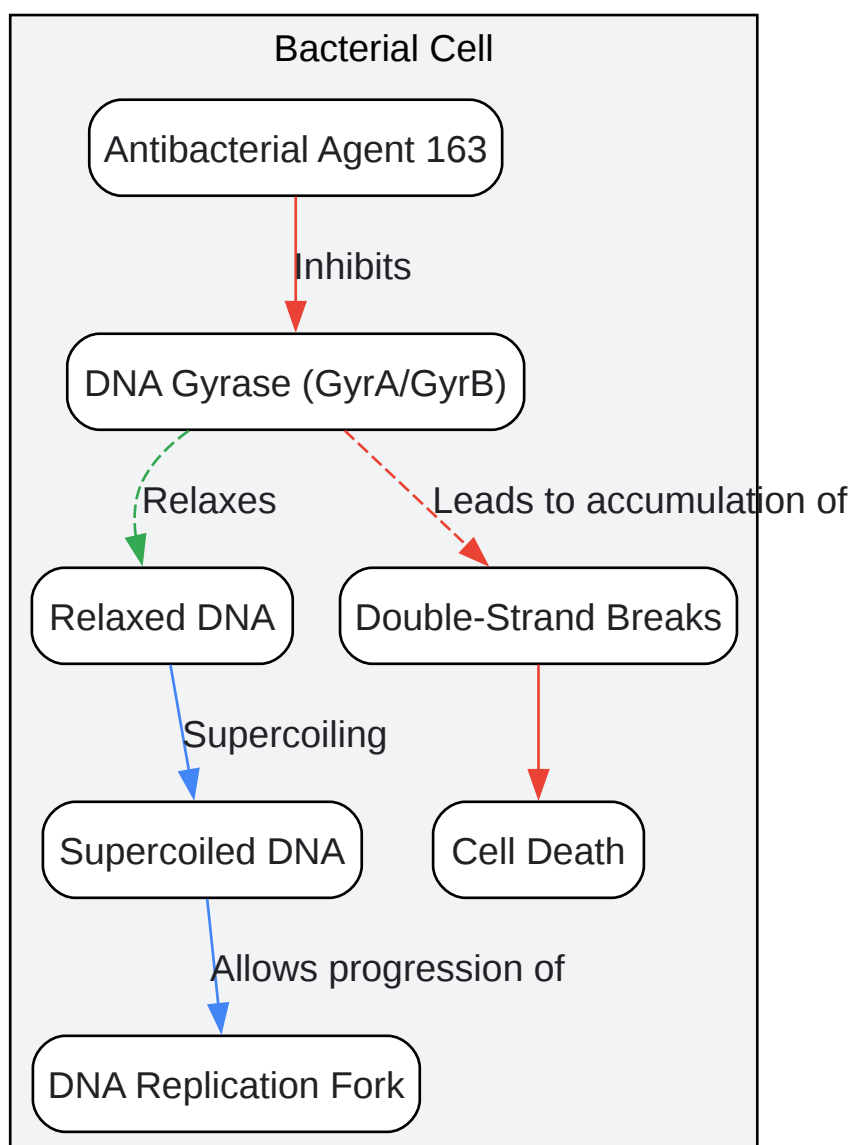 Bacterial Cell
Antibacterial Agent 163
Inhibits
DNA Gyrase (GyrA/GyrB)
Relaxes
Leads to accumulation of
Relaxed DNA
Double-Strand Breaks
Supercoiling
Supercoiled DNA
Cell Death
Allows progression of
DNA Replication Fork